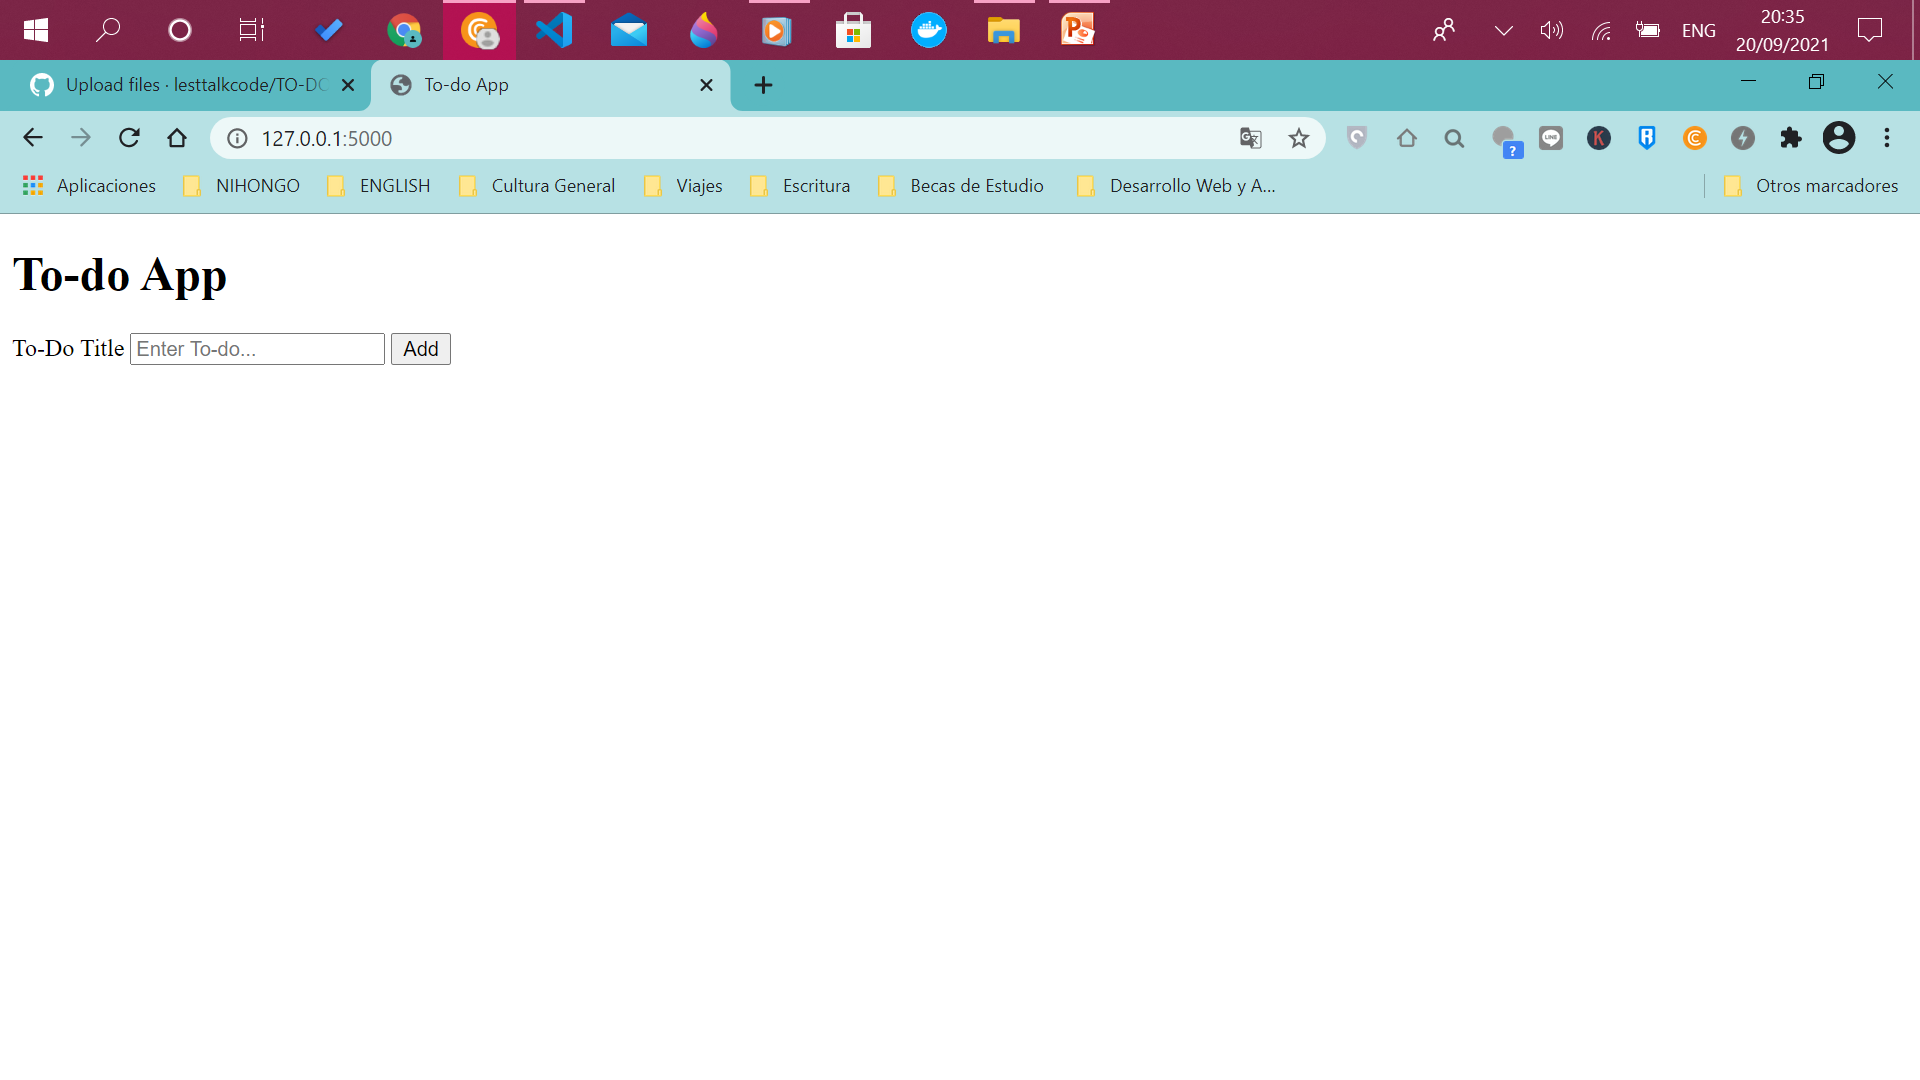 ENG
20:35
20/09/2021
Upload files · lesttalkcode/TO-DO
To-do App
127.0.0.1:5000
?
LINE
K
Aplicaciones
NIHONGO
ENGLISH
Cultura General
Viajes
Escritura
Becas de Estudio
Desarrollo Web y A...
Otros marcadores
To-do App
To-Do Title
Enter To-do...
Add